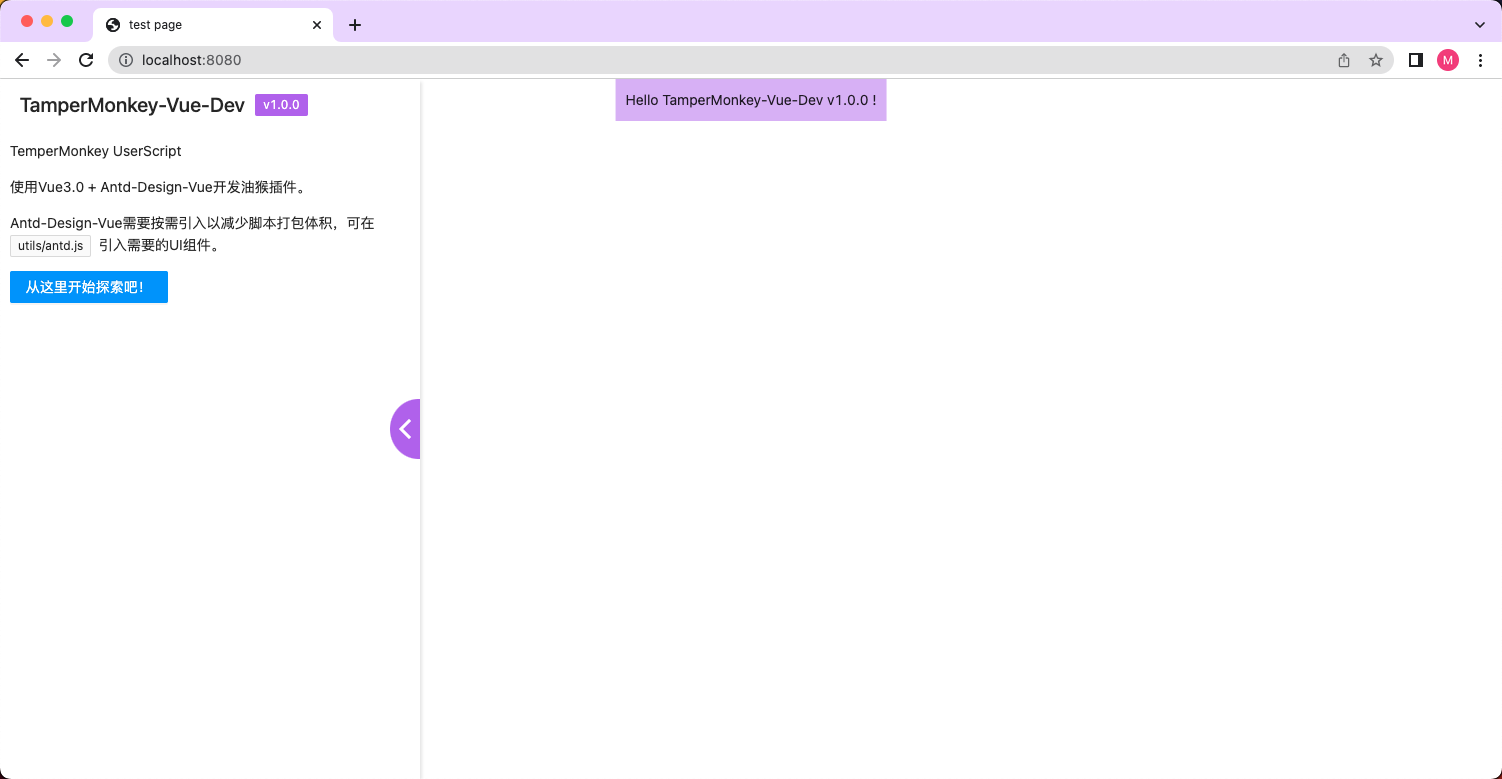 test page
localhost:8080
M
TamperMonkey-Vue-Dev v1.0.0
Hello TamperMonkey-Vue-Dev v1.0.0 !
TemperMonkey UserScript
使用Vue3.0 + Antd-Design-Vue开发油猴插件。
Antd-Design-Vue需要按需引入以减少脚本打包体积，可在
utils/antd.js 引入需要的UI组件。
从这里开始探索吧！